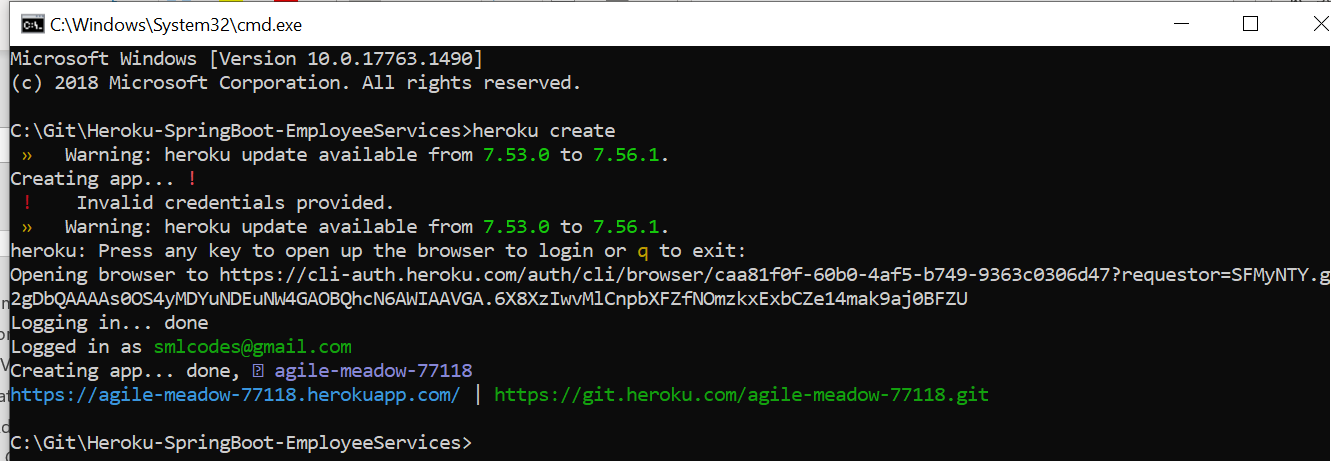 C:\Windows\System32\cmd.exe
Microsoft Windows [Version 10.0.17763.1490]
(c) 2018 Microsoft Corporation. All rights reserved.
C:\Git\Heroku-SpringBoot-EmployeeServices>heroku create
» Warning: heroku update available from 7.53.0 to 7.56.1.
Creating app... !
! Invalid credentials provided.
» Warning: heroku update available from 7.53.0 to 7.56.1.
heroku: Press any key to open up the browser to login or q to exit:
Opening browser to https://cli-auth.heroku.com/auth/cli/browser/caa81f0f-60b0-4af5-b749-9363c0306d47?requestor=SFMyNTY.g
2gDbQAAAAs0OS4yMDYuNDEuNW4GAOBQhcN6AWIAAVGA.6X8XzIwvMlCnpbXFZfNOmzkxExbCZe14mak9aj0BFZU
Logging in... done
Logged in as smlcodes@gmail.com
Creating app... done, agile-meadow-77118
https://agile-meadow-77118.herokuapp.com/ | https://git.heroku.com/agile-meadow-77118.git
C:\Git\Heroku-SpringBoot-EmployeeServices>